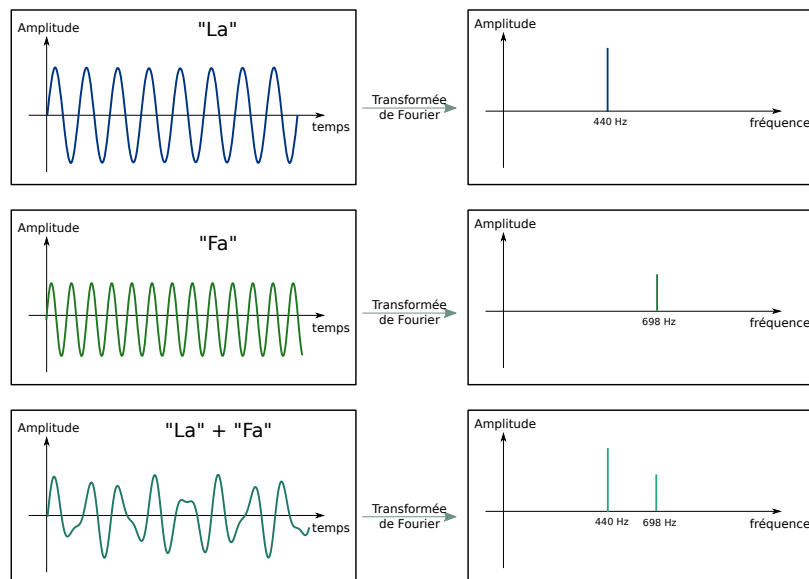 Amplitude
"La"
temps
Transformée
de Fourier
Amplitude
440 Hz
fréquence
Amplitude
"Fa"
temps
Transformée
de Fourier
Amplitude
698 Hz
fréquence
Amplitude
"La" + "Fa"
temps
Transformée
de Fourier
Amplitude
440 Hz
698 Hz
fréquence